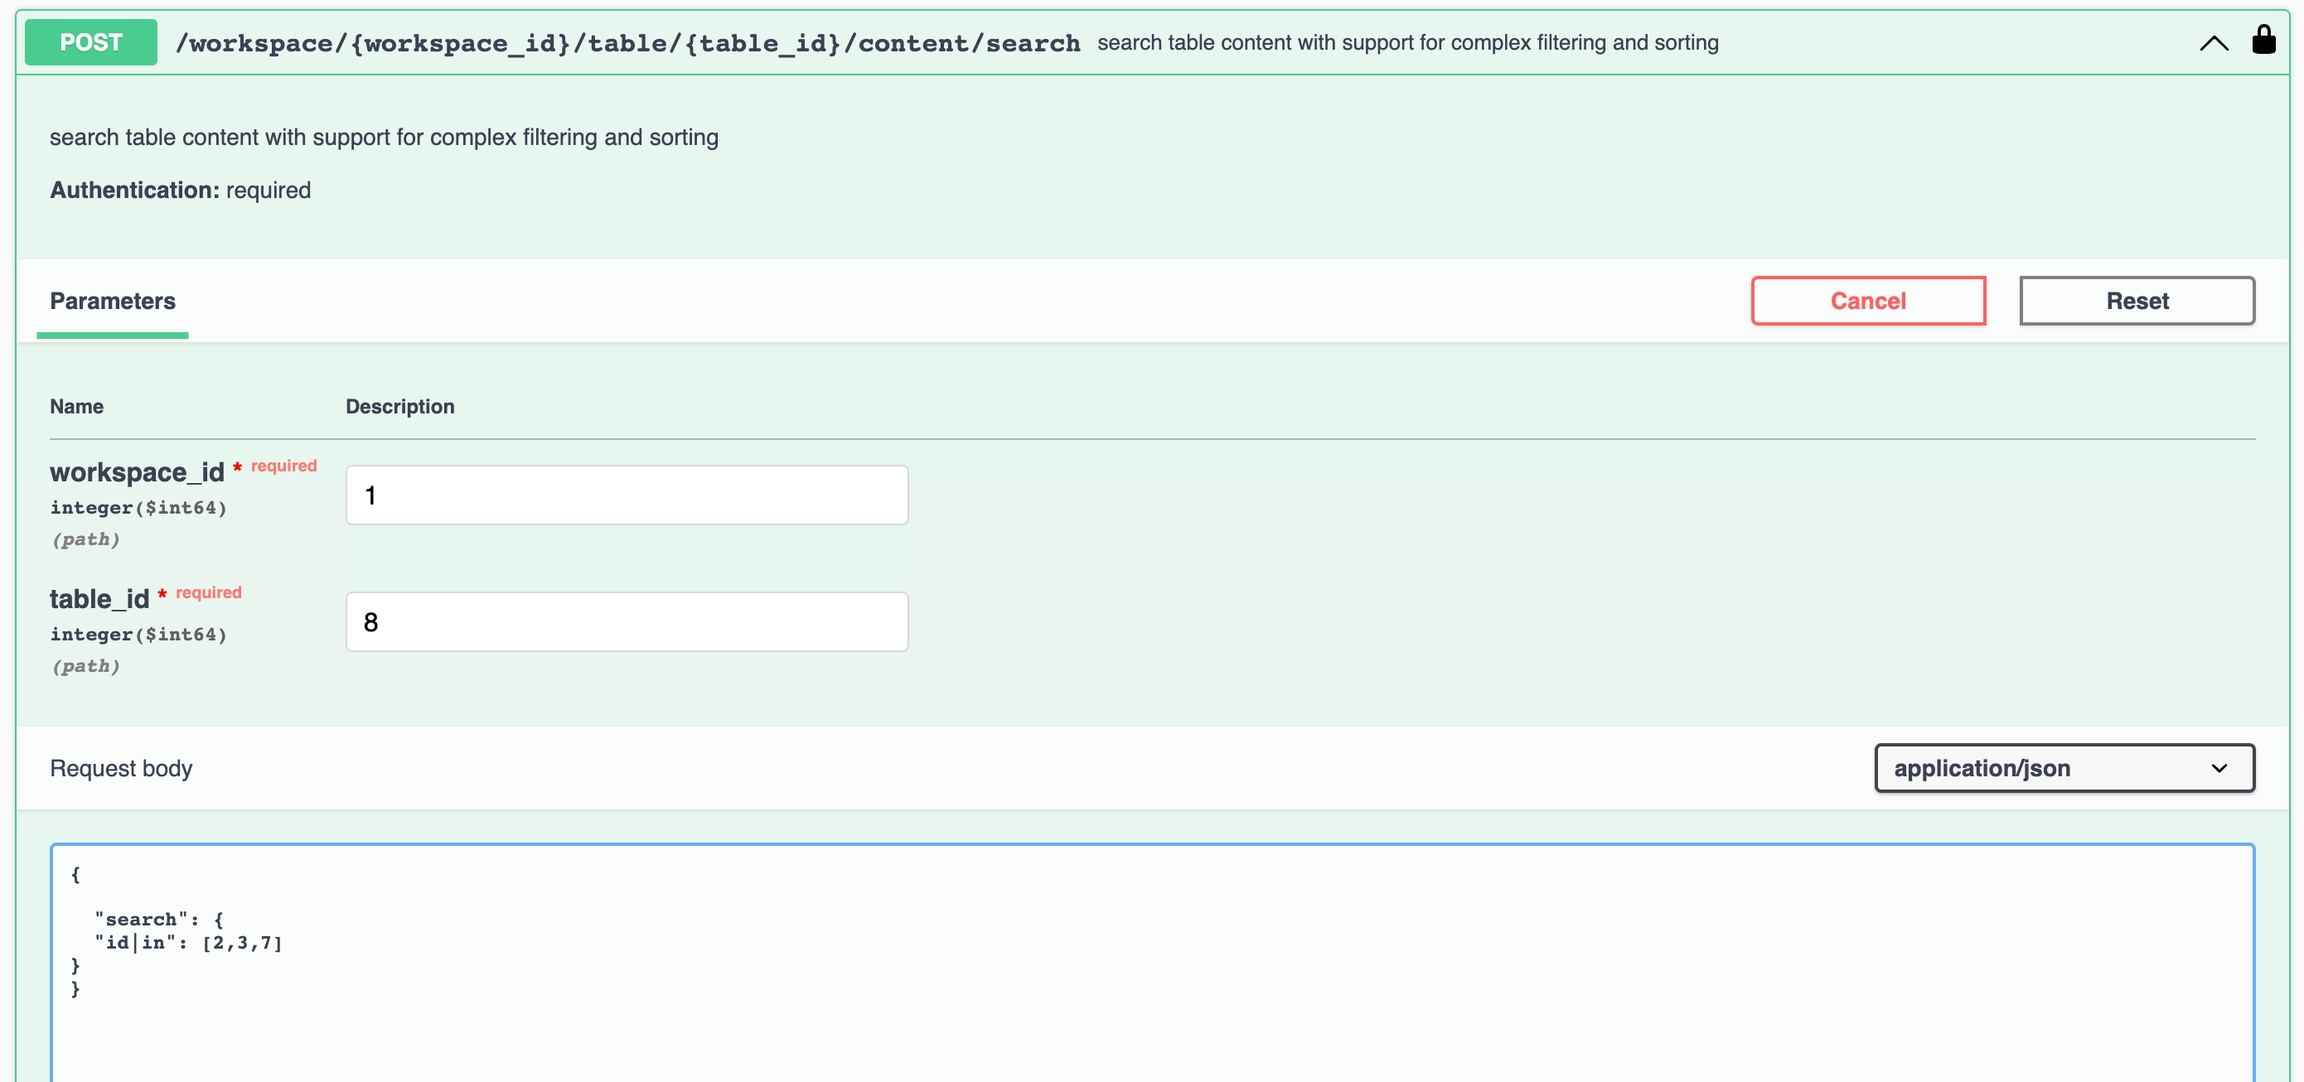 POST /workspace/{workspace_id}/table/{table_id}/content/search search table content with support for complex filtering and sorting
search table content with support for complex filtering and sorting
Authentication: required
Parameters Cancel Reset
Name Description
workspace_id * required
integer($int64)
(path)
1
table_id * required
integer($int64)
(path)
8
Request body application/json
{
"search": {
"id|in": [2,3,7]
}
}